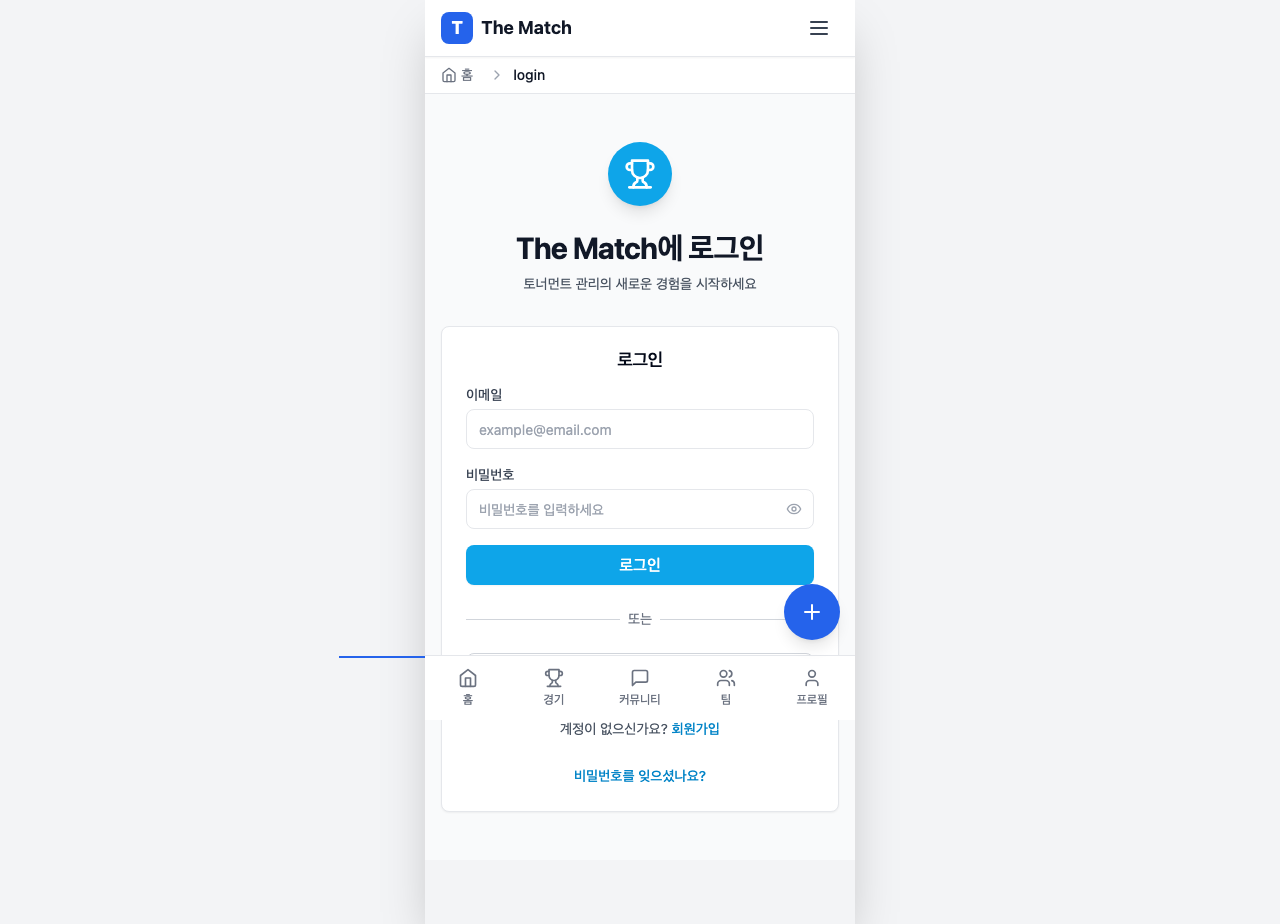 T The Match
홈 login
The Match에 로그인
토너먼트 관리의 새로운 경험을 시작하세요
로그인
이메일
example@email.com
비밀번호
비밀번호를 입력하세요
로그인
또는
홈 경기 커뮤니티 팀 프로필
계정이 없으신가요? 회원가입
비밀번호를 잊으셨나요?